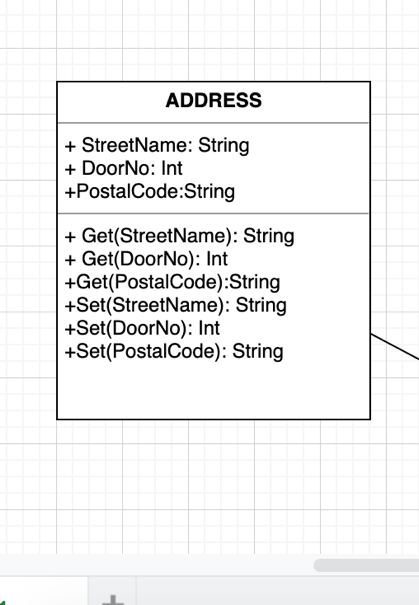 ADDRESS
+ StreetName: String
+ DoorNo: Int
+PostalCode:String
+ Get(StreetName): String
+ Get(DoorNo): Int
+Get(PostalCode):String
+Set(StreetName): String
+Set(DoorNo): Int
+Set(PostalCode): String